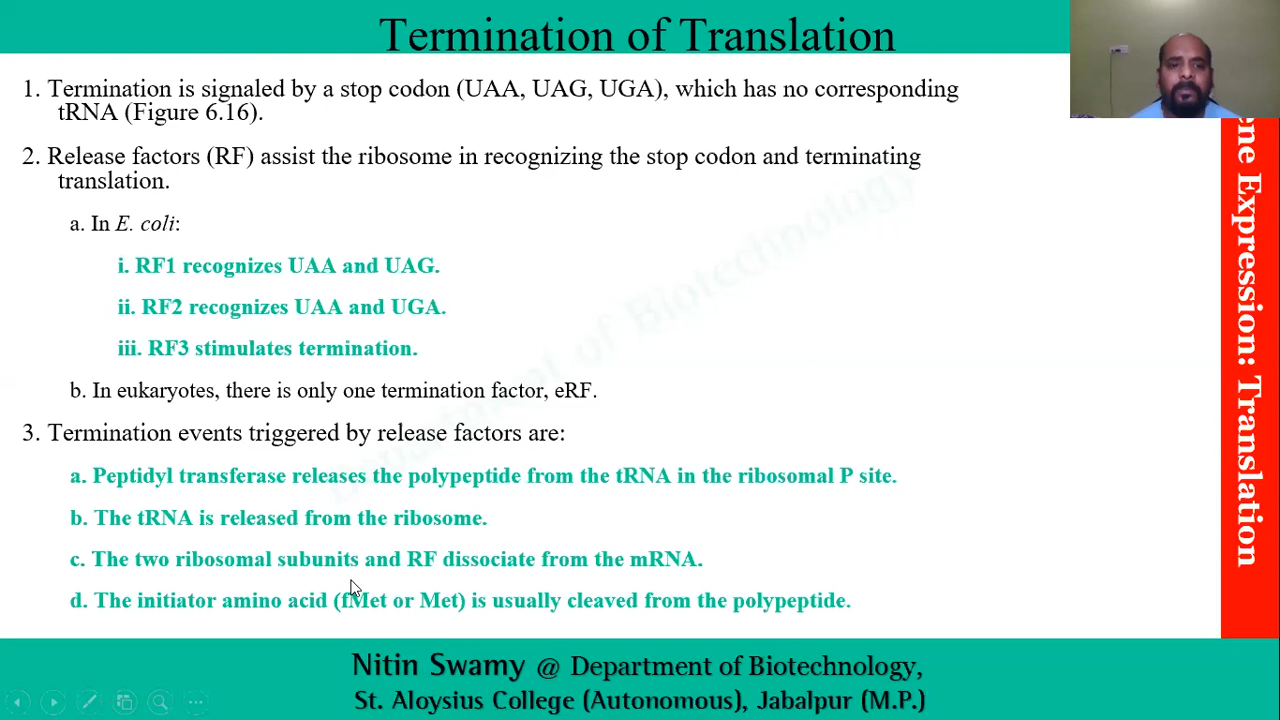 Termination of Translation
1. Termination is signaled by a stop codon (UAA, UAG, UGA), which has no corresponding
tRNA (Figure 6.16).
2. Release factors (RF) assist the ribosome in recognizing the stop codon and terminating
translation.
a. In E. coli:
i. RF1 recognizes UAA and UAG.
ii. RF2 recognizes UAA and UGA.
iii. RF3 stimulates termination.
b. In eukaryotes, there is only one termination factor, eRF.
3. Termination events triggered by release factors are:
a. Peptidyl transferase releases the polypeptide from the tRNA in the ribosomal P site.
b. The tRNA is released from the ribosome.
c. The two ribosomal subunits and RF dissociate from the mRNA.
d. The initiator amino acid (fMet or Met) is usually cleaved from the polypeptide.
ene Expression: Translation
Department of Biotechnology
Nitin Swamy @ Department of Biotechnology,
St. Aloysius College (Autonomous), Jabalpur (M.P.)